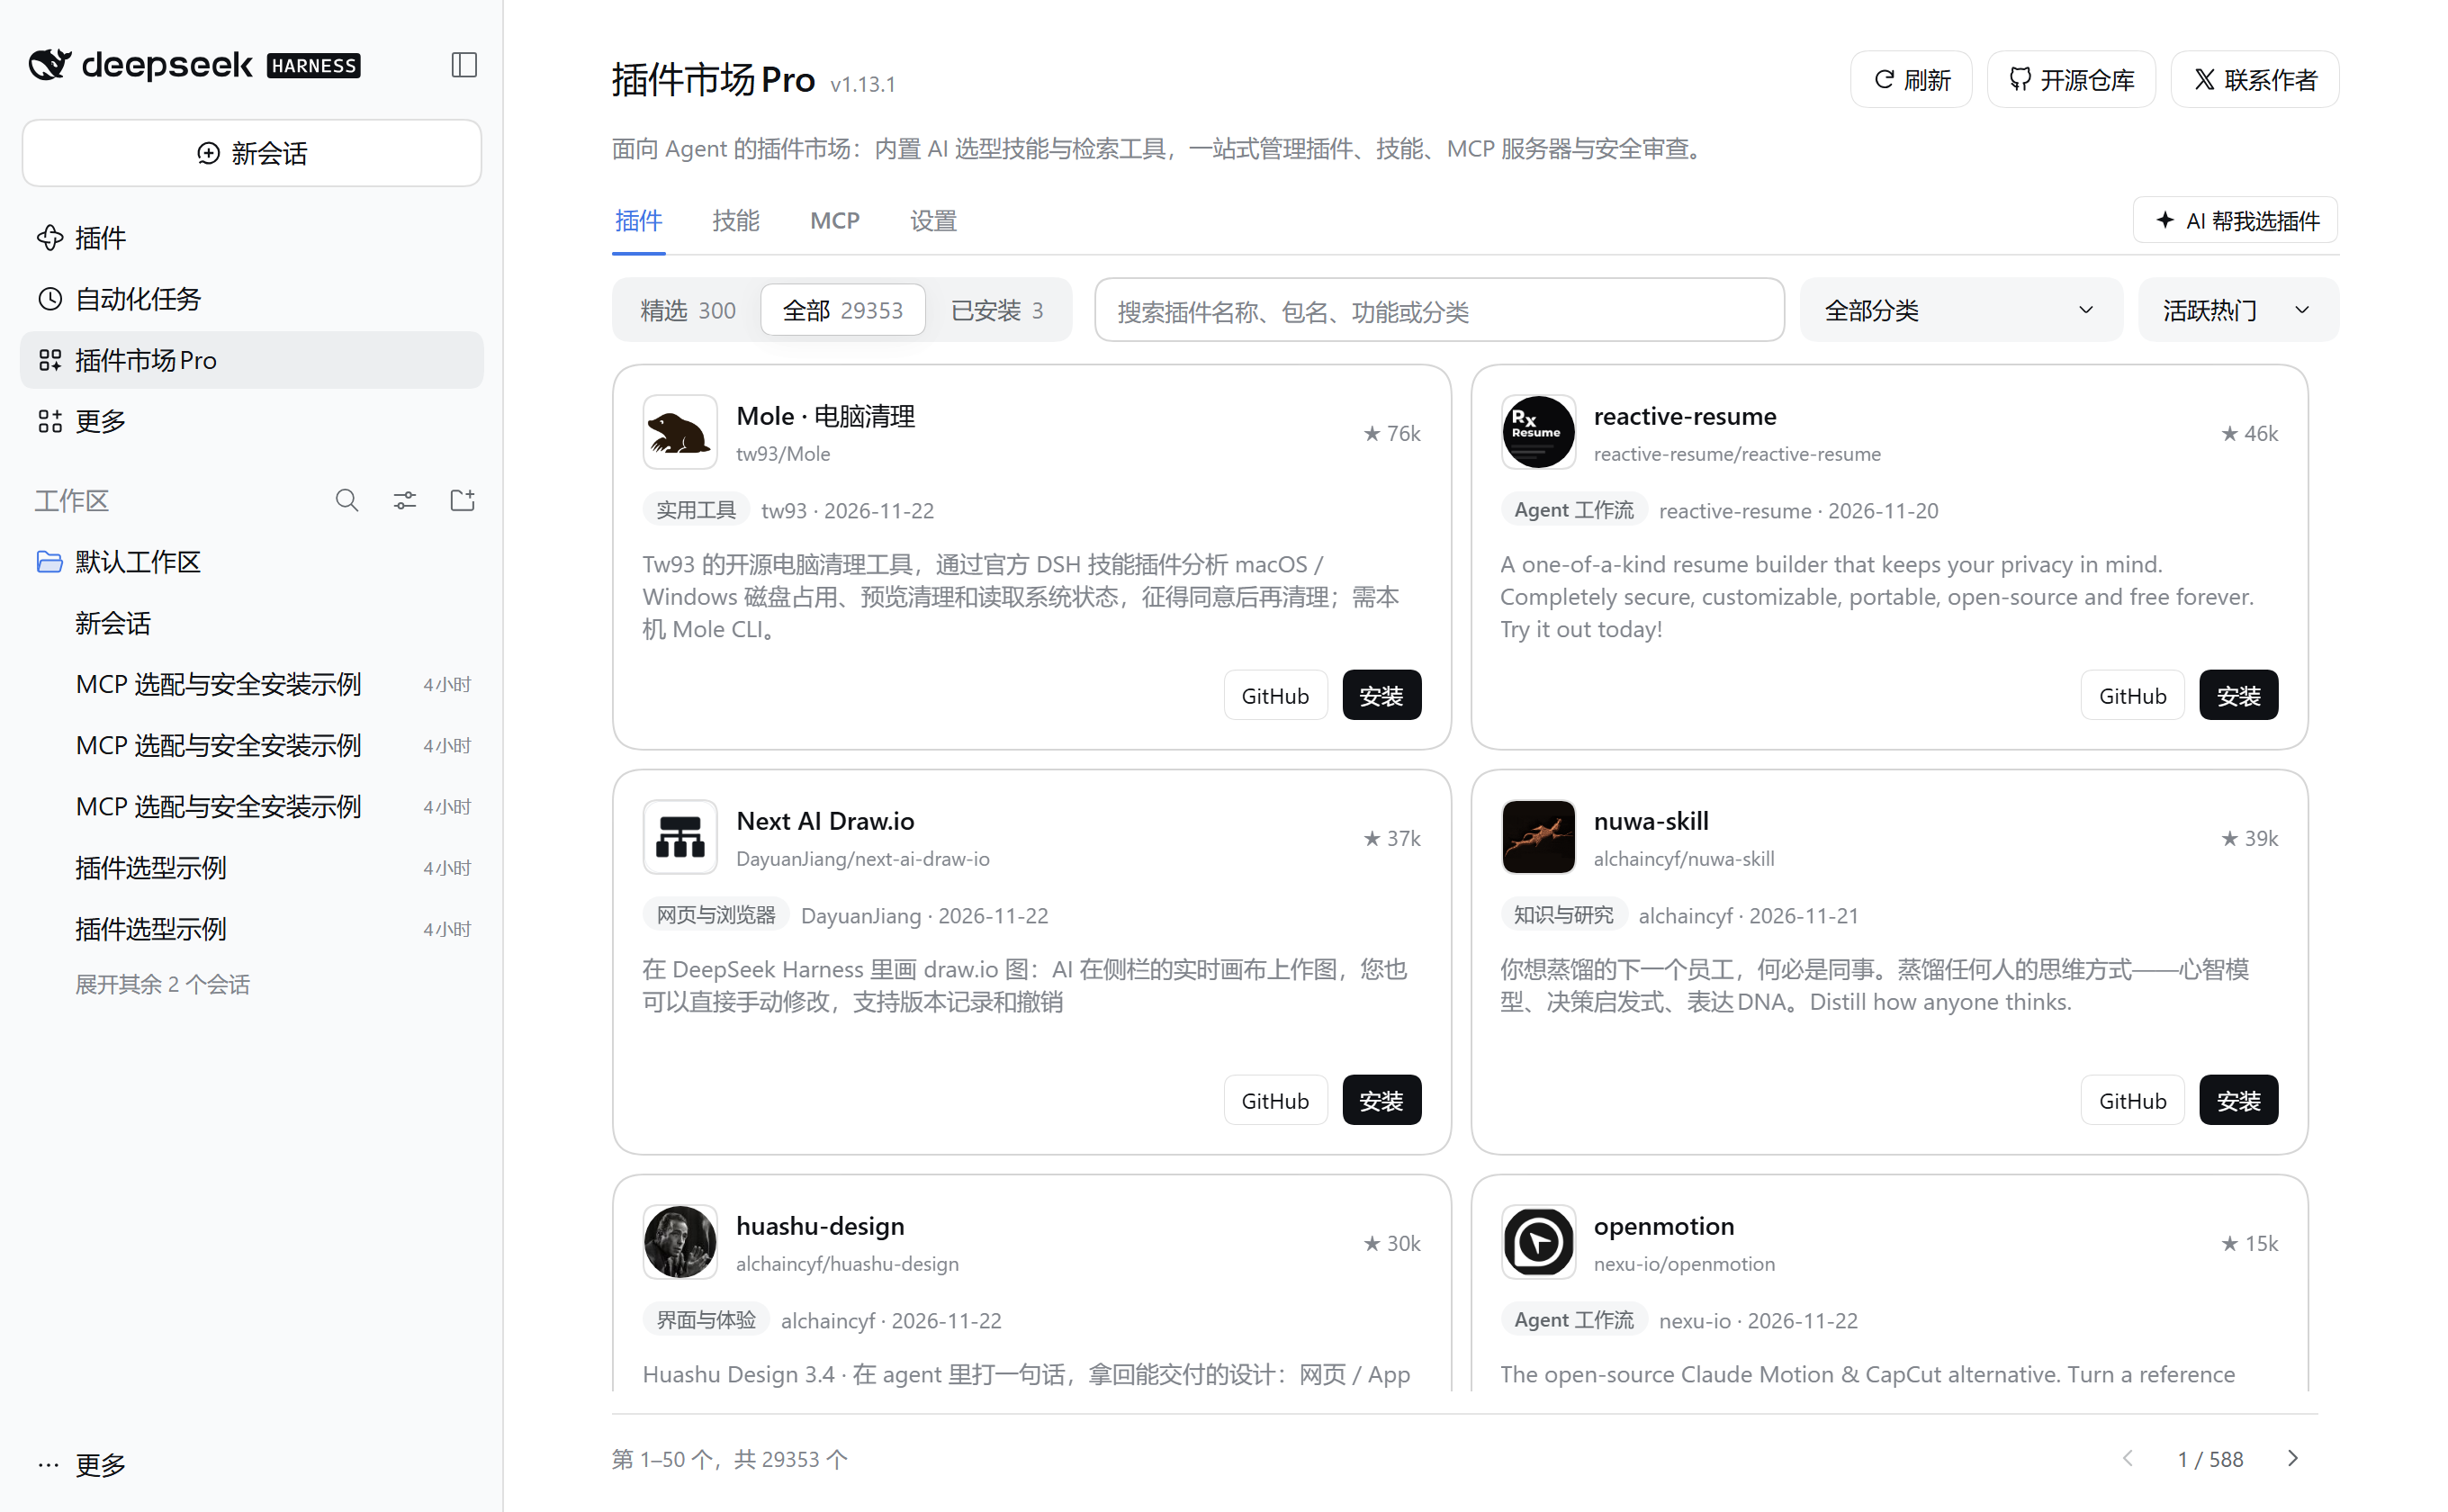 deepseek HARNESS
新会话
插件
自动化任务
插件市场Pro
更多
工作区
默认工作区
新会话
MCP 选配与安全安装示例 4小时
MCP 选配与安全安装示例 4小时
MCP 选配与安全安装示例 4小时
插件选型示例 4小时
插件选型示例 4小时
展开其余 2 个会话
更多
插件市场Pro v1.13.1
刷新 开源仓库 联系作者
面向 Agent 的插件市场：内置 AI 选型技能与检索工具，一站式管理插件、技能、MCP 服务器与安全审查。
插件 技能 MCP 设置
AI 帮我选插件
精选 300 全部 29353 已安装 3
搜索插件名称、包名、功能或分类
全部分类
活跃热门
Mole · 电脑清理
tw93/Mole
★ 76k
实用工具 tw93 · 2026-11-22
Tw93 的开源电脑清理工具，通过官方 DSH 技能插件分析 macOS /
Windows 磁盘占用、预览清理和读取系统状态，征得同意后再清理；需本
机 Mole CLI。
GitHub 安装
Rx
Resume
reactive-resume
reactive-resume/reactive-resume
★ 46k
Agent 工作流 reactive-resume · 2026-11-20
A one-of-a-kind resume builder that keeps your privacy in mind.
Completely secure, customizable, portable, open-source and free forever.
Try it out today!
GitHub 安装
Next AI Draw.io
DayuanJiang/next-ai-draw-io
★ 37k
网页与浏览器 DayuanJiang · 2026-11-22
在 DeepSeek Harness 里画 draw.io 图：AI 在侧栏的实时画布上作图，您也
可以直接手动修改，支持版本记录和撤销
GitHub 安装
nuwa-skill
alchaincyf/nuwa-skill
★ 39k
知识与研究 alchaincyf · 2026-11-21
你想蒸馏的下一个员工，何必是同事。蒸馏任何人的思维方式——心智模
型、决策启发式、表达DNA。Distill how anyone thinks.
GitHub 安装
huashu-design
alchaincyf/huashu-design
★ 30k
界面与体验 alchaincyf · 2026-11-22
Huashu Design 3.4 · 在 agent 里打一句话，拿回能交付的设计：网页 / App
openmotion
nexu-io/openmotion
★ 15k
Agent 工作流 nexu-io · 2026-11-22
The open-source Claude Motion & CapCut alternative. Turn a reference
第 1–50 个，共 29353 个
1 / 588